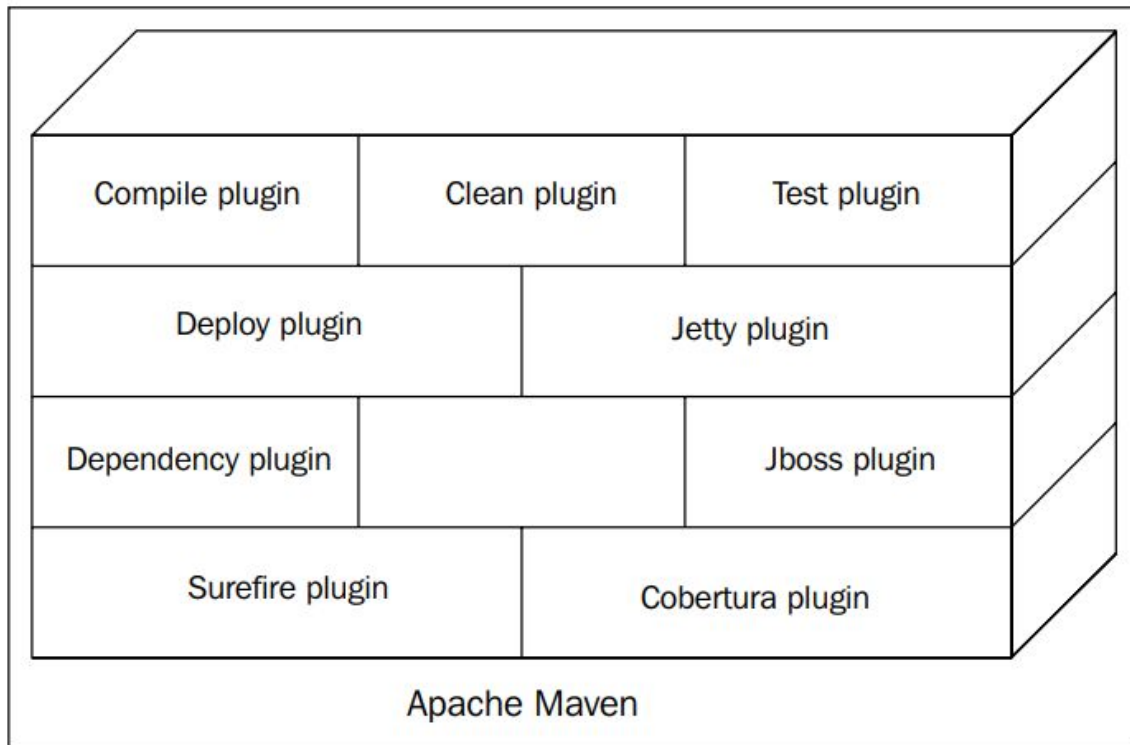 Compile plugin
Clean plugin
Test plugin
Deploy plugin
Jetty plugin
Dependency plugin
Jboss plugin
Surefire plugin
Cobertura plugin
Apache Maven